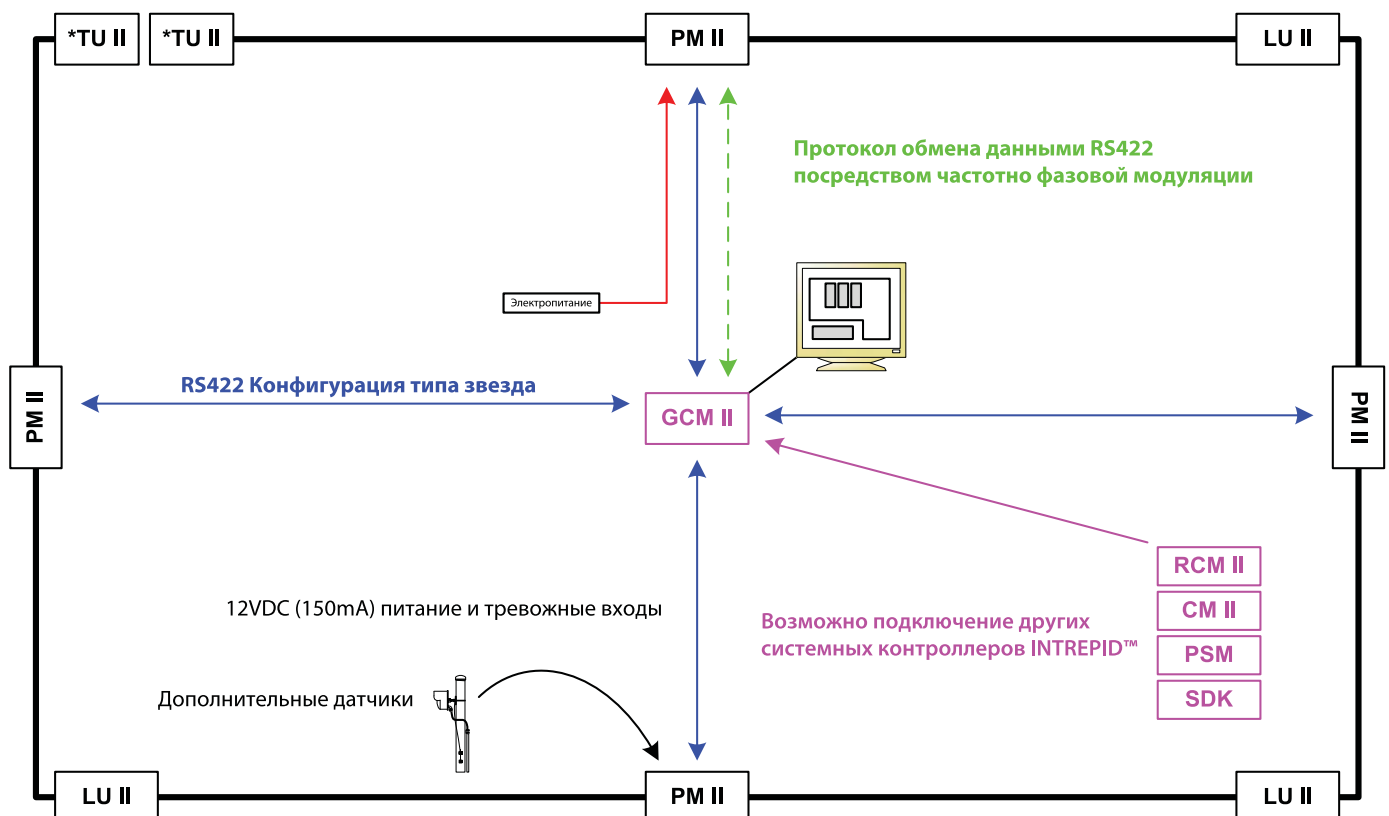 *TU II
*TU II
PM II
LU II
Протокол обмена данными RS422
посредством частотно фазовой модуляции
Электропитание
PM II
RS422 Конфигурация типа звезда
GCM II
PM II
RCM II
CM II
PSM
SDK
12VDC (150mA) питание и тревожные входы
Возможно подключение других
системных контроллеров INTREPID™
Дополнительные датчики
LU II
PM II
LU II